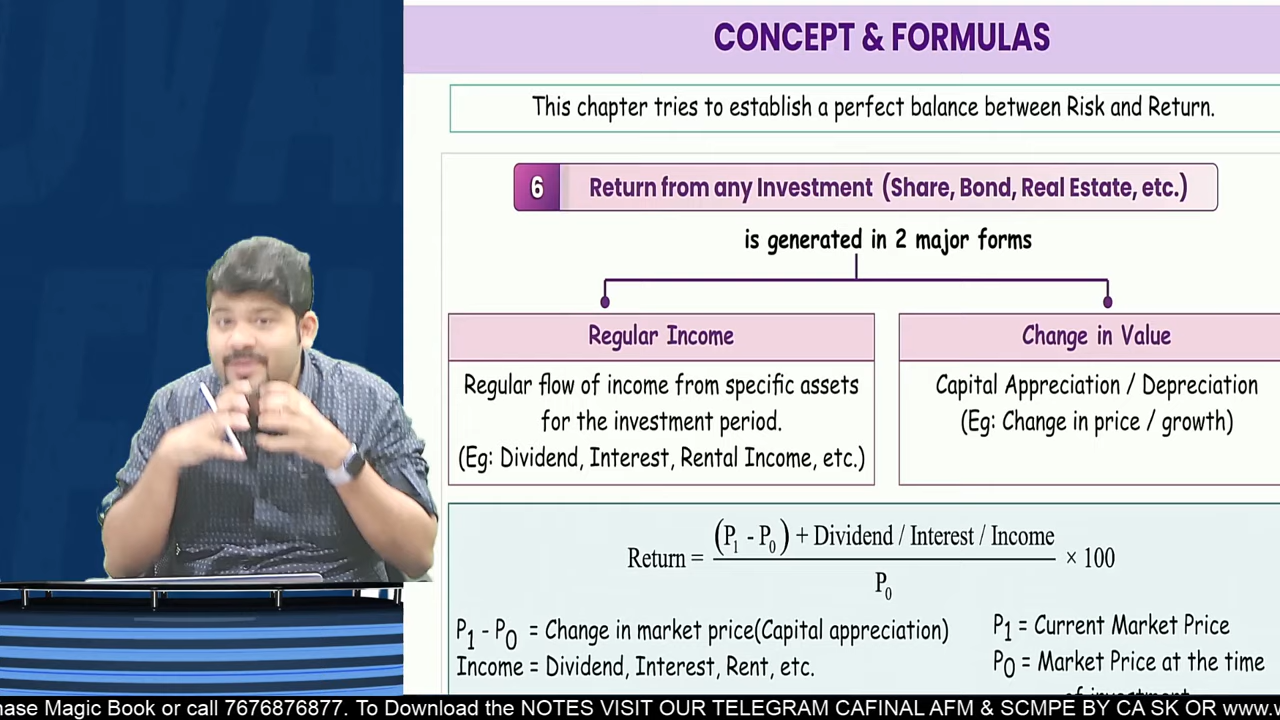 CONCEPT & FORMULAS
This chapter tries to establish a perfect balance between Risk and Return.
6 Return from any Investment (Share, Bond, Real Estate, etc.)
is generated in 2 major forms
Regular Income
Regular flow of income from specific assets
for the investment period.
(Eg: Dividend, Interest, Rental Income, etc.)
Change in Value
Capital Appreciation / Depreciation
(Eg: Change in price / growth)
Return = (P₁ - P₀) + Dividend / Interest / Income / P₀ × 100
P₁ - P₀ = Change in market price(Capital appreciation)
Income = Dividend, Interest, Rent, etc.
P₁ = Current Market Price
P₀ = Market Price at the time
of investment
hase Magic Book or call 7676876877. To Download the NOTES VISIT OUR TELEGRAM CAFINAL AFM & SCMPE BY CA SK OR www.